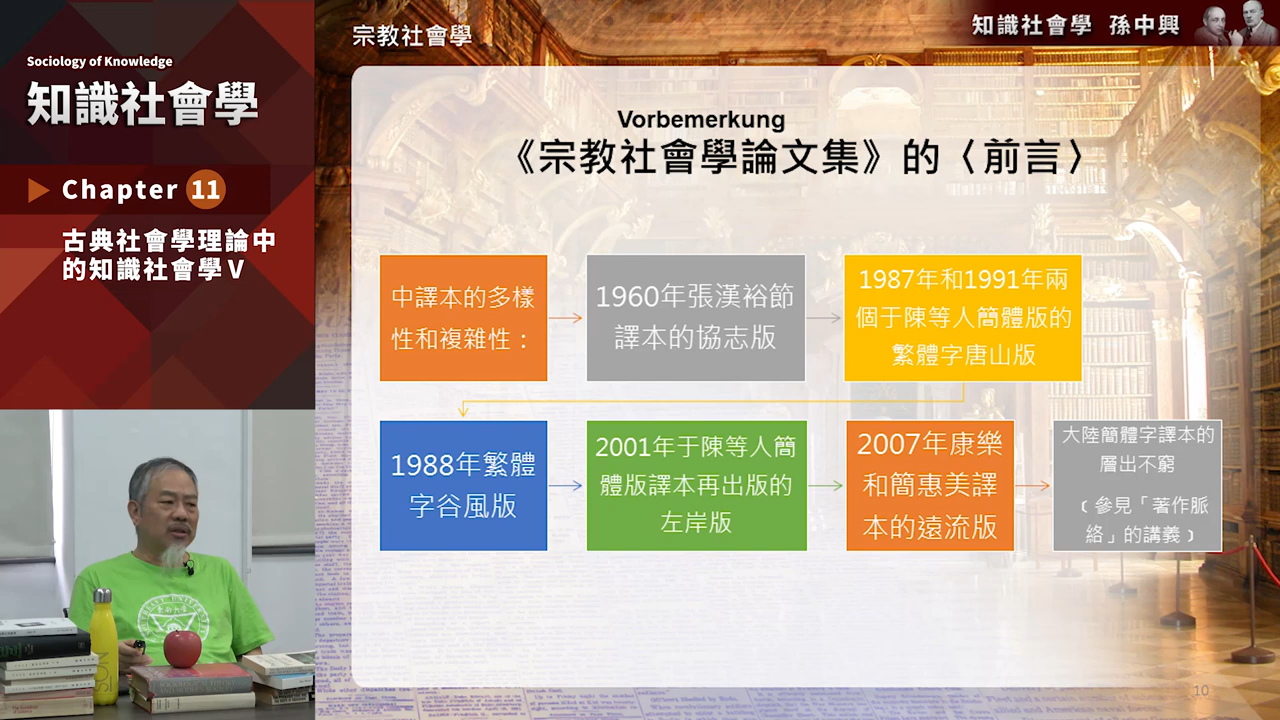 Sociology of Knowledge
知識社會學
Chapter 11
古典社會學理論中
的知識社會學 V
宗教社會學
知識社會學 孫中興
Vorbemerkung
《宗教社會學論文集》的〈前言〉
中譯本的多樣
性和複雜性：
1960年張漢裕節
譯本的協志版
1987年和1991年兩
個于陳等人簡體版的
繁體字唐山版
1988年繁體
字谷風版
2001年于陳等人簡
體版譯本再出版的
左岸版
2007年康樂
和簡惠美譯
本的遠流版
大陸簡體字譯本的
層出不窮
（參見「著作脈
絡」的講義）
10